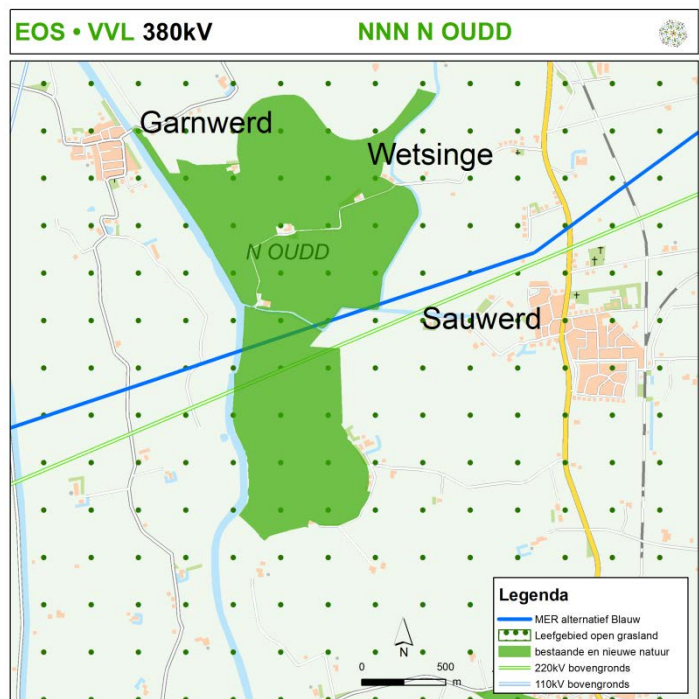 EOS • VVL 380kV NNN N OUDD
Garnwerd
Wetsinge
N OUDD
Sauwerd
Legenda
MER alternatief Blauw
Leefgebied open grasland
bestaande en nieuwe natuur
220kV bovengronds
110kV bovengronds
N
0 500
m